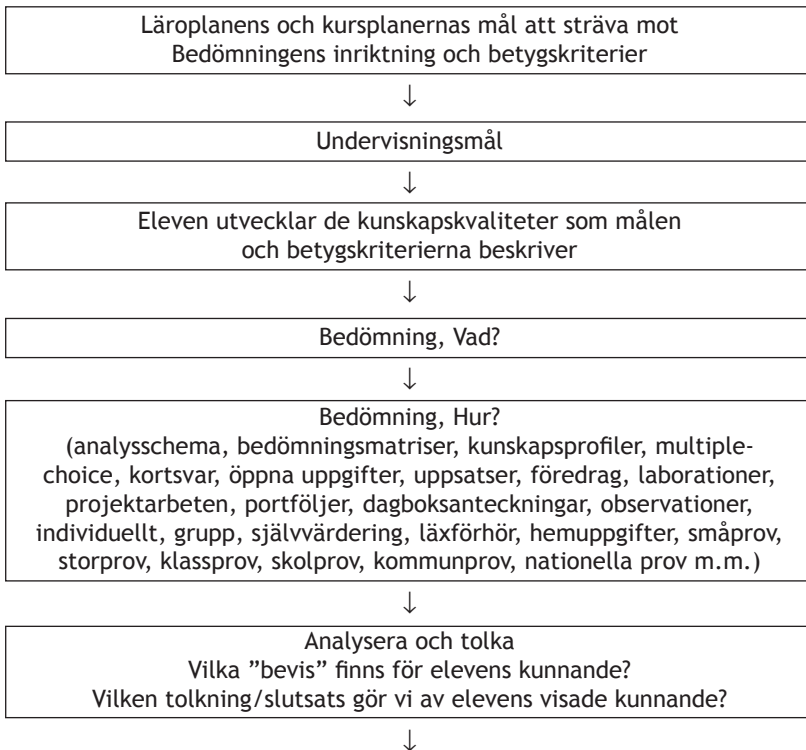 Läroplanens och kursplanernas mål att sträva mot
Bedömningens inriktning och betygskriterier
↓
Undervisningsmål
↓
Eleven utvecklar de kunskapskvaliteter som målen
och betygskriterierna beskriver
↓
Bedömning, Vad?
↓
Bedömning, Hur?
(analysschema, bedömningsmatriser, kunskapsprofiler, multiple-
choice, kortsvar, öppna uppgifter, uppsatser, föredrag, laborationer,
projektarbeten, portföljer, dagboksanteckningar, observationer,
individuellt, grupp, självvärdering, läxförhör, hemuppgifter, småprov,
storprov, klassprov, skolprov, kommunprov, nationella prov m.m.)
↓
Analysera och tolka
Vilka ”bevis” finns för elevens kunnande?
Vilken tolkning/slutsats gör vi av elevens visade kunnande?
↓